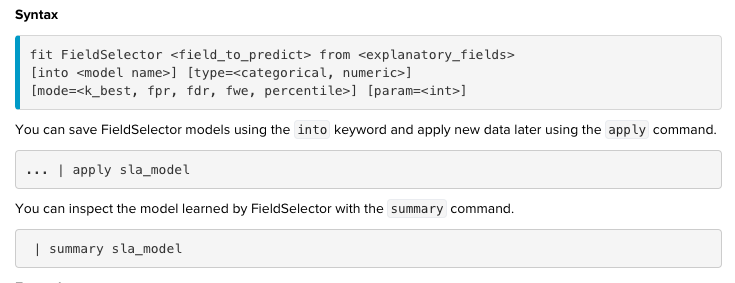 Syntax
fit FieldSelector <field_to_predict> from <explanatory_fields>
[into <model name>] [type=<categorical, numeric>]
[mode=<k_best, fpr, fdr, fwe, percentile>] [param=<int>]
You can save FieldSelector models using the into keyword and apply new data later using the apply command.
... | apply sla_model
You can inspect the model learned by FieldSelector with the summary command.
| summary sla_model